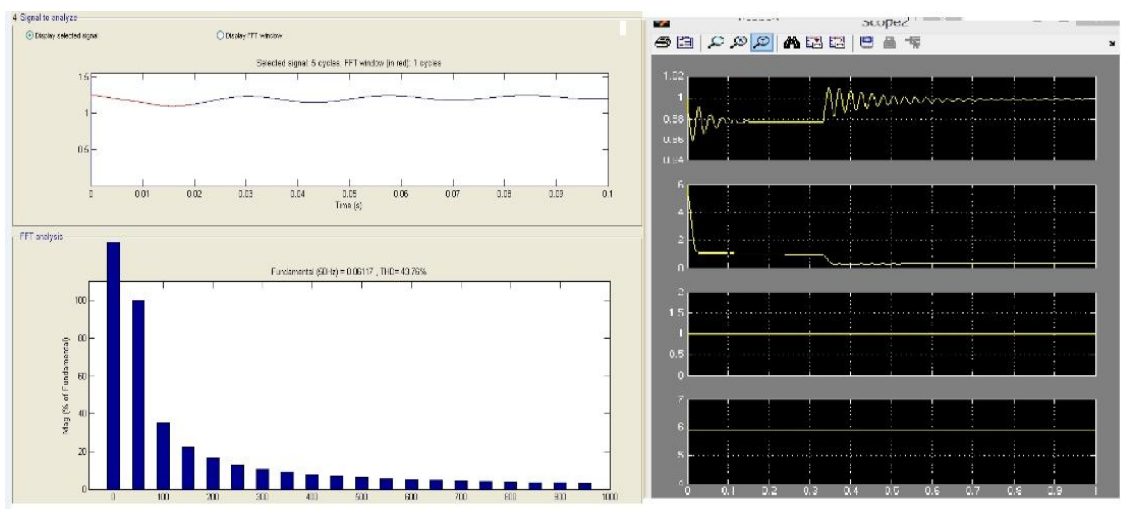 4 Signal to analyze
Display selected signal
Display FFT window
Selected signal: 5 cycles. FFT window (in red): 1 cycles
1.5
1
0.5
0 0.01 0.02 0.03 0.04 0.05 0.06 0.07 0.08 0.09 0.1
Time (s)
FFT analysis
Fundamental (50Hz) = 0.06117 , THD= 43.76%
Mag (% of Fundamental)
100
80
60
40
20
0
0 100 200 300 400 500 600 700 800 900 1000
Scope2
1.02
1
0.98
0.96
0.94
6
4
2
0
2
1.5
1
0.5
0
7
6
5
4
0 0.1 0.2 0.3 0.4 0.5 0.6 0.7 0.8 0.9 1